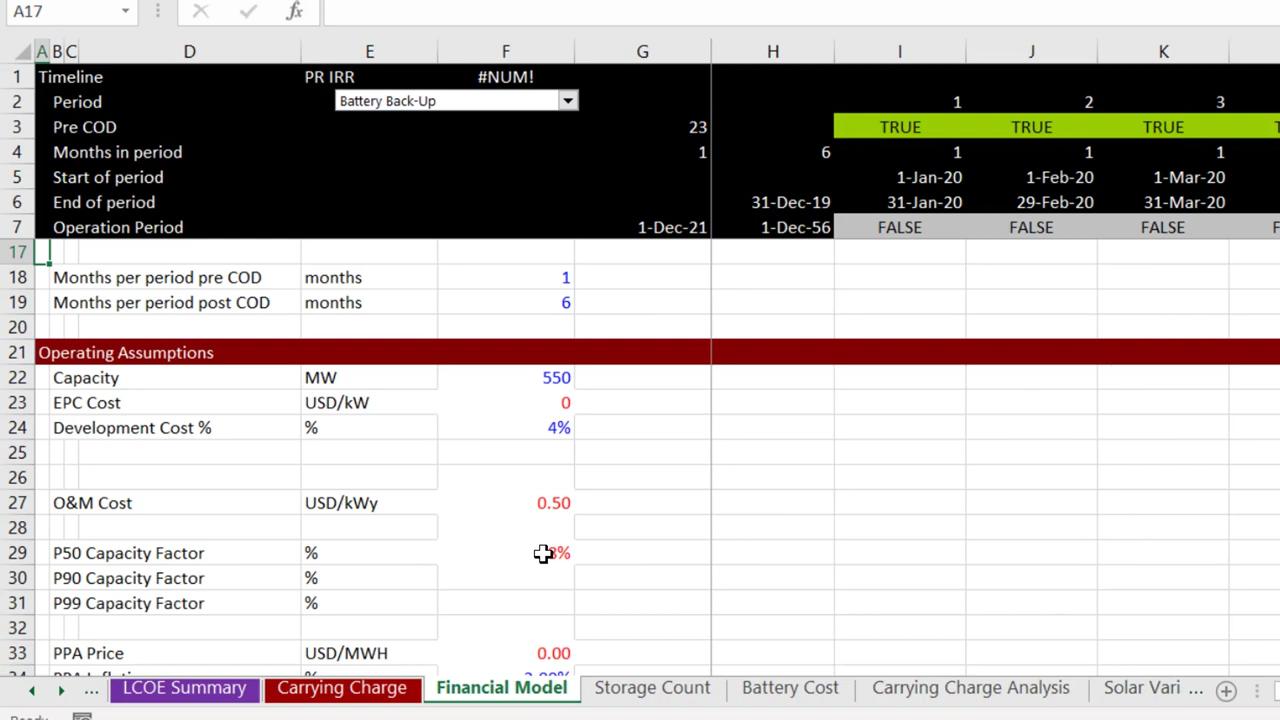 A17
A B C D E F G H I J K
1 Timeline PR IRR #NUM!
2 Period Battery Back-Up 1 2 3
3 Pre COD 23 TRUE TRUE TRUE
4 Months in period 1 6 1 1 1
5 Start of period 1-Jan-20 1-Feb-20 1-Mar-20
6 End of period 31-Dec-19 31-Jan-20 29-Feb-20 31-Mar-20
7 Operation Period 1-Dec-21 1-Dec-56 FALSE FALSE FALSE F
17
18 Months per period pre COD months 1
19 Months per period post COD months 6
20
21 Operating Assumptions
22 Capacity MW 550
23 EPC Cost USD/kW 0
24 Development Cost % % 4%
25
26
27 O&M Cost USD/kWy 0.50
28
29 P50 Capacity Factor %
30 P90 Capacity Factor %
31 P99 Capacity Factor %
32
33 PPA Price USD/MWH 0.00
... LCOE Summary Carrying Charge Financial Model Storage Count Battery Cost Carrying Charge Analysis Solar Vari ...